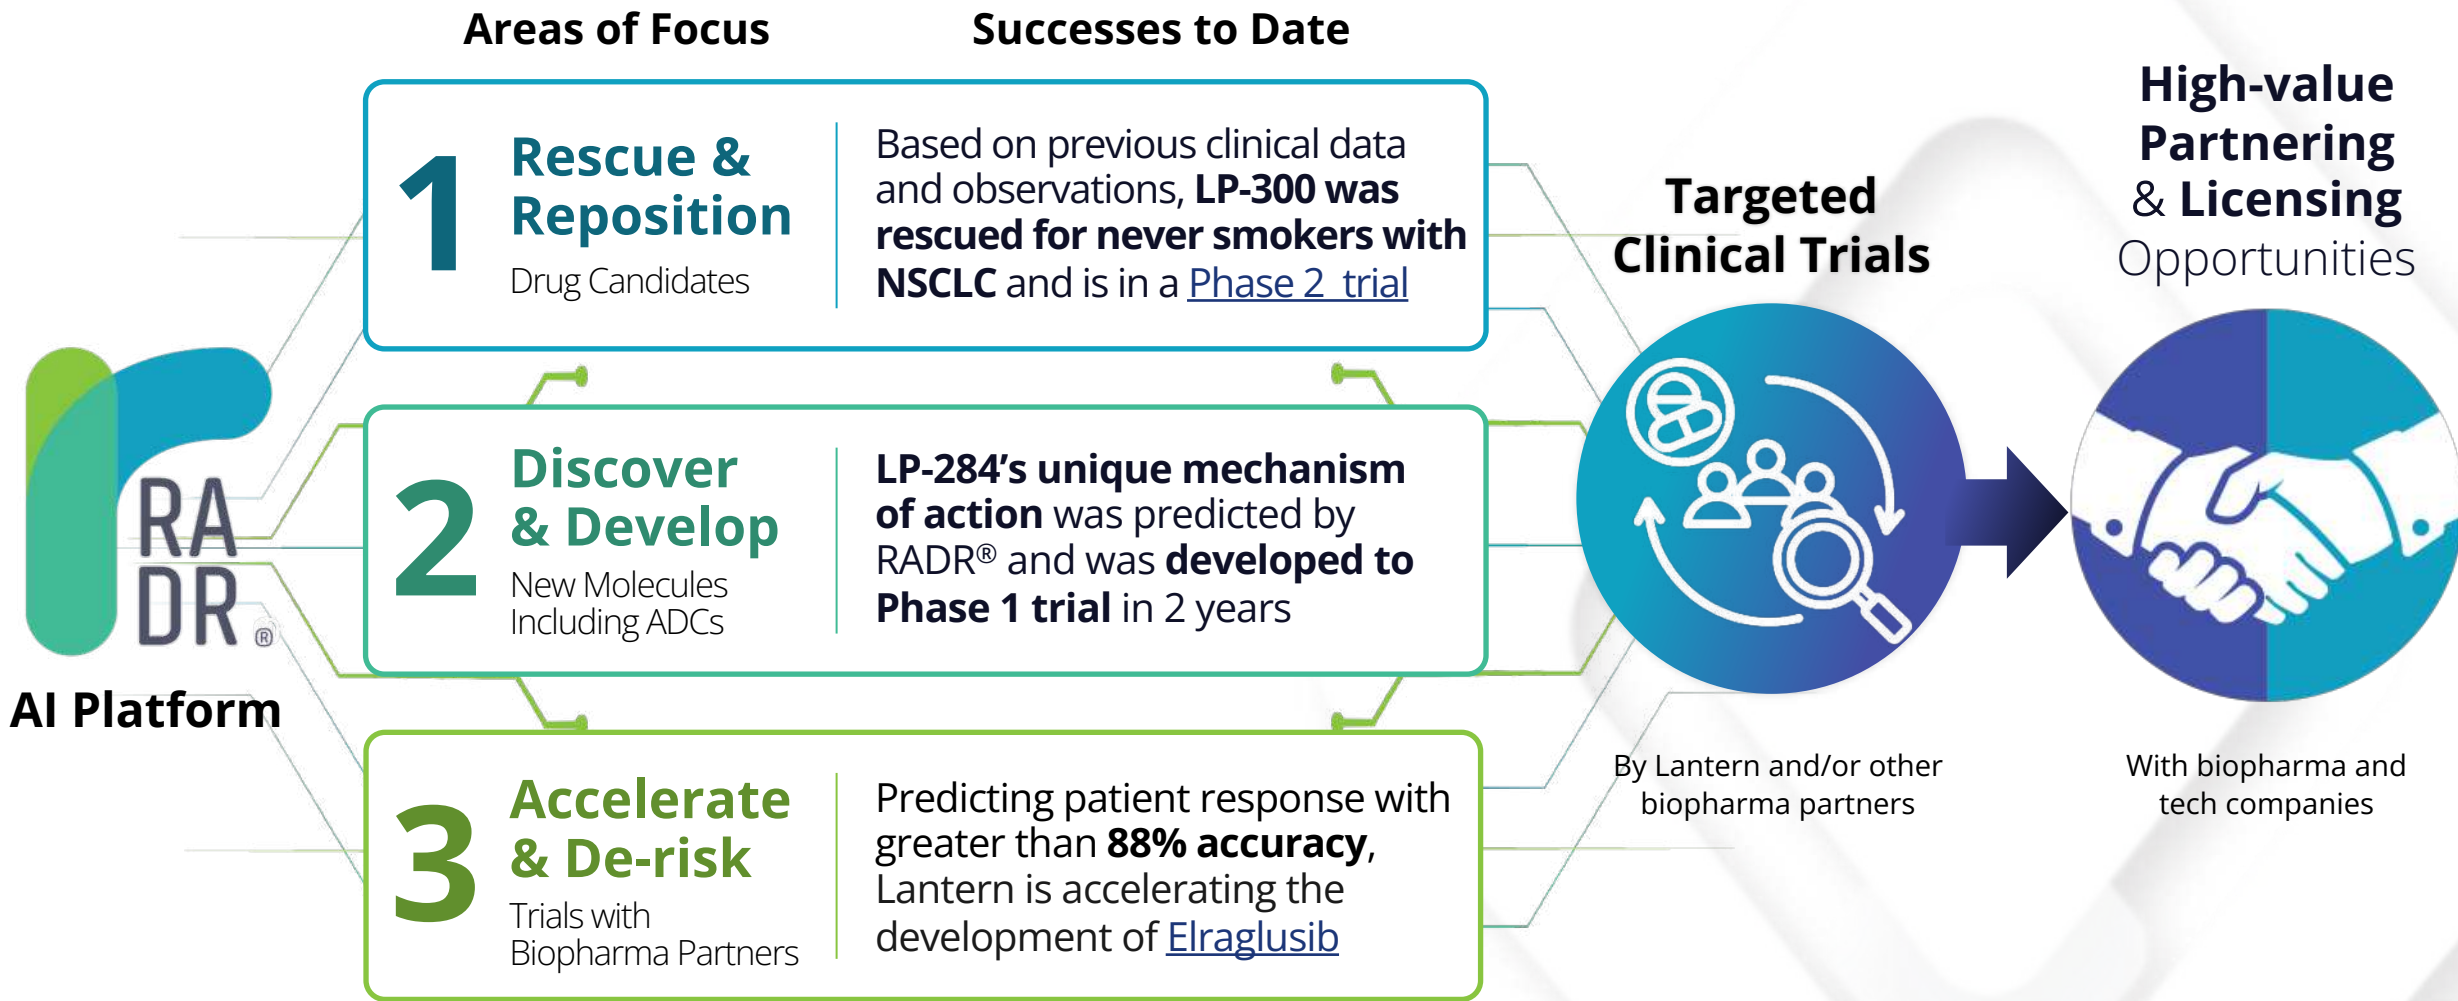 Areas of Focus
Successes to Date
1
Rescue &
Reposition
Drug Candidates
Based on previous clinical data
and observations, LP-300 was
rescued for never smokers with
NSCLC and is in a Phase 2 trial
2
Discover
& Develop
New Molecules
Including ADCs
LP-284’s unique mechanism
of action was predicted by
RADR® and was developed to
Phase 1 trial in 2 years
3
Accelerate
& De-risk
Trials with
Biopharma Partners
Predicting patient response with
greater than 88% accuracy,
Lantern is accelerating the
development of Elraglusib
RA
DR®
AI Platform
Targeted
Clinical Trials
By Lantern and/or other
biopharma partners
High-value
Partnering
& Licensing
Opportunities
With biopharma and
tech companies